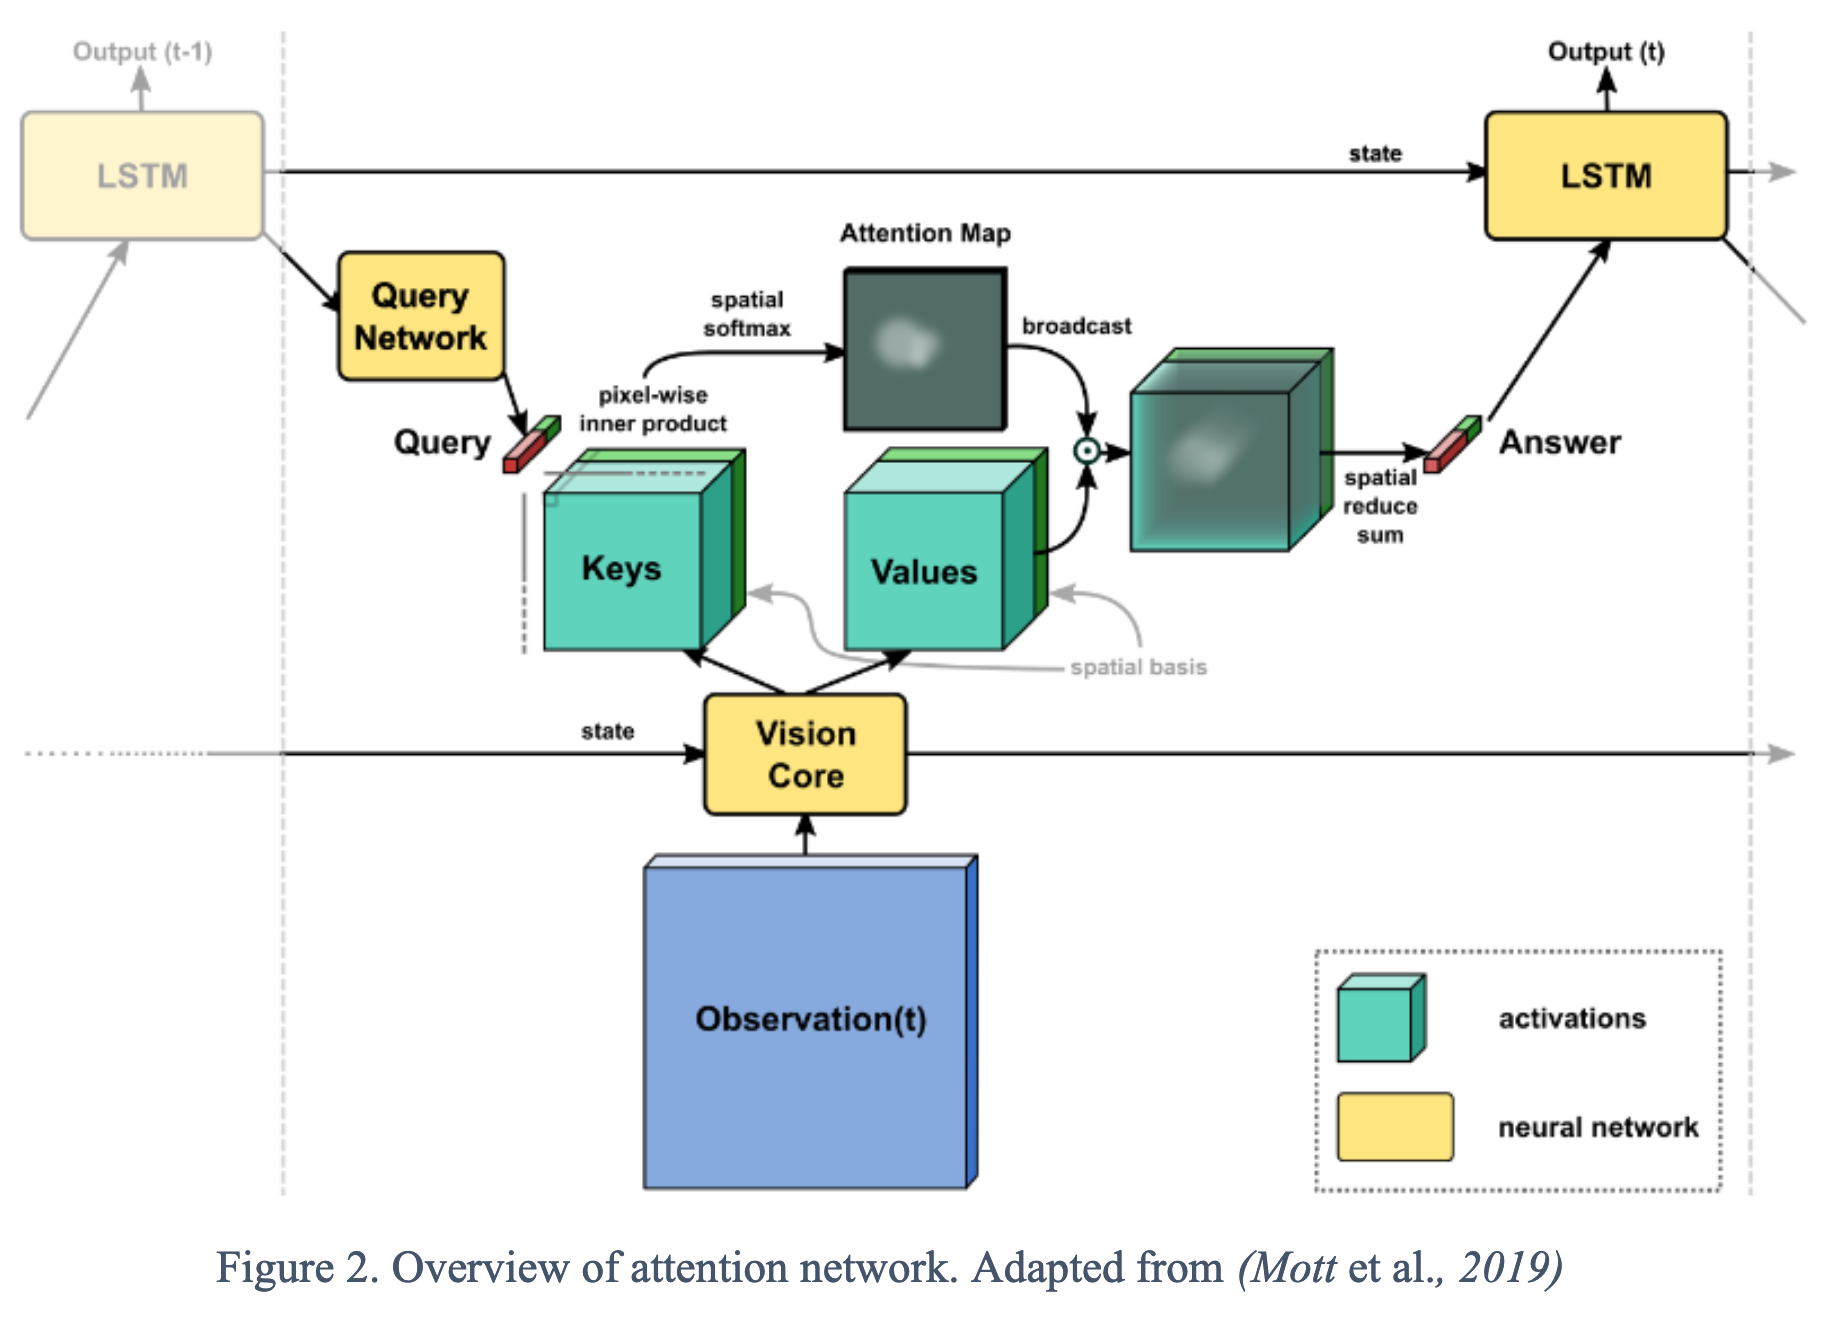 Output (t-1)
Output (t)
LSTM
state
LSTM
Attention Map
Query
Network
spatial
softmax
broadcast
pixel-wise
inner product
Query
Answer
spatial
reduce
sum
Keys
Values
spatial basis
state
Vision
Core
Observation(t)
activations
neural network
Figure 2. Overview of attention network. Adapted from (Mott et al., 2019)